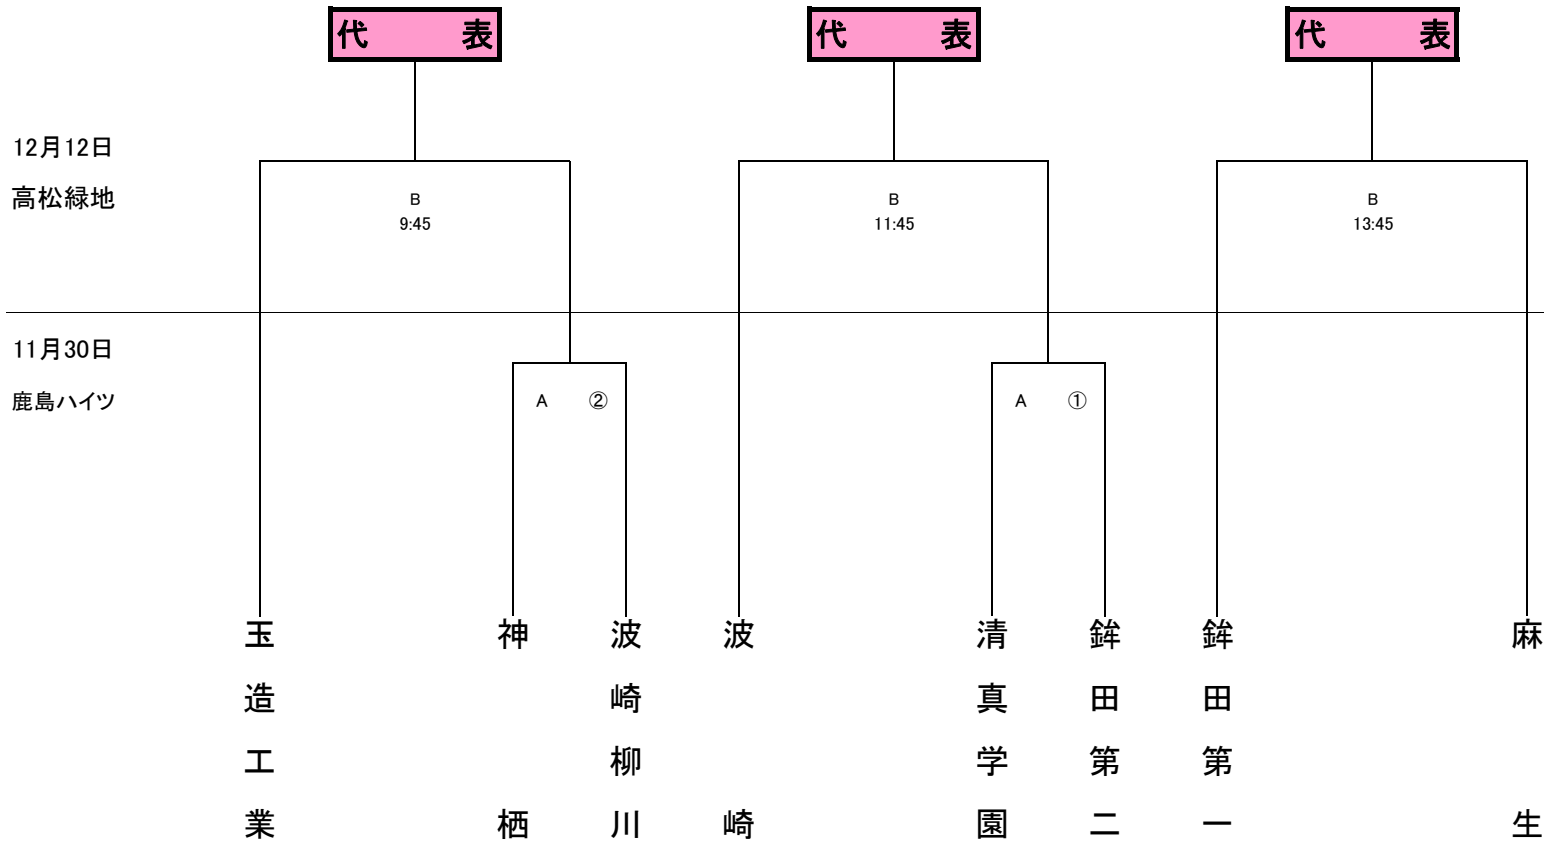 代 表
代 表
代 表
12月12日
高松緑地
B
9:45
B
11:45
B
13:45
11月30日
鹿島ハイツ
A ②
A ①
玉造工業
神栖
波崎柳川
波崎
清真学園
鉾田第二
鉾田第一
麻生